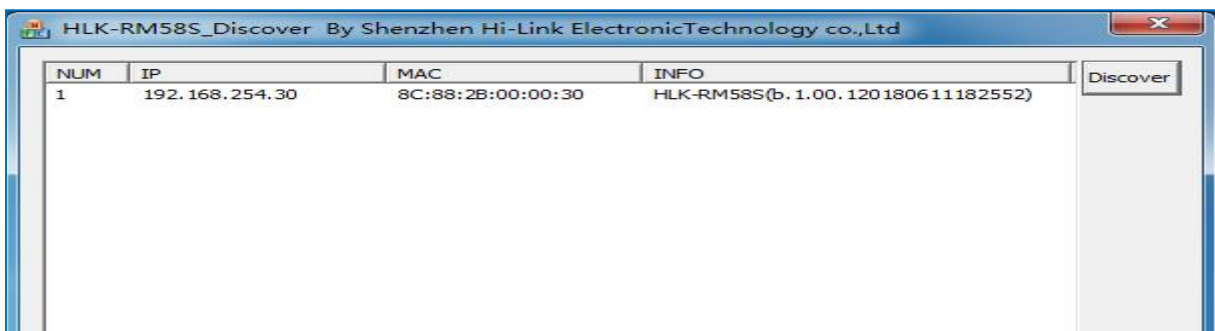 HLK-RM58S_Discover By Shenzhen Hi-Link ElectronicTechnology co.,Ltd
NUM IP MAC INFO Discover
1 192.168.254.30 8C:88:2B:00:00:30 HLK-RM58S(b.1.00.120180611182552)